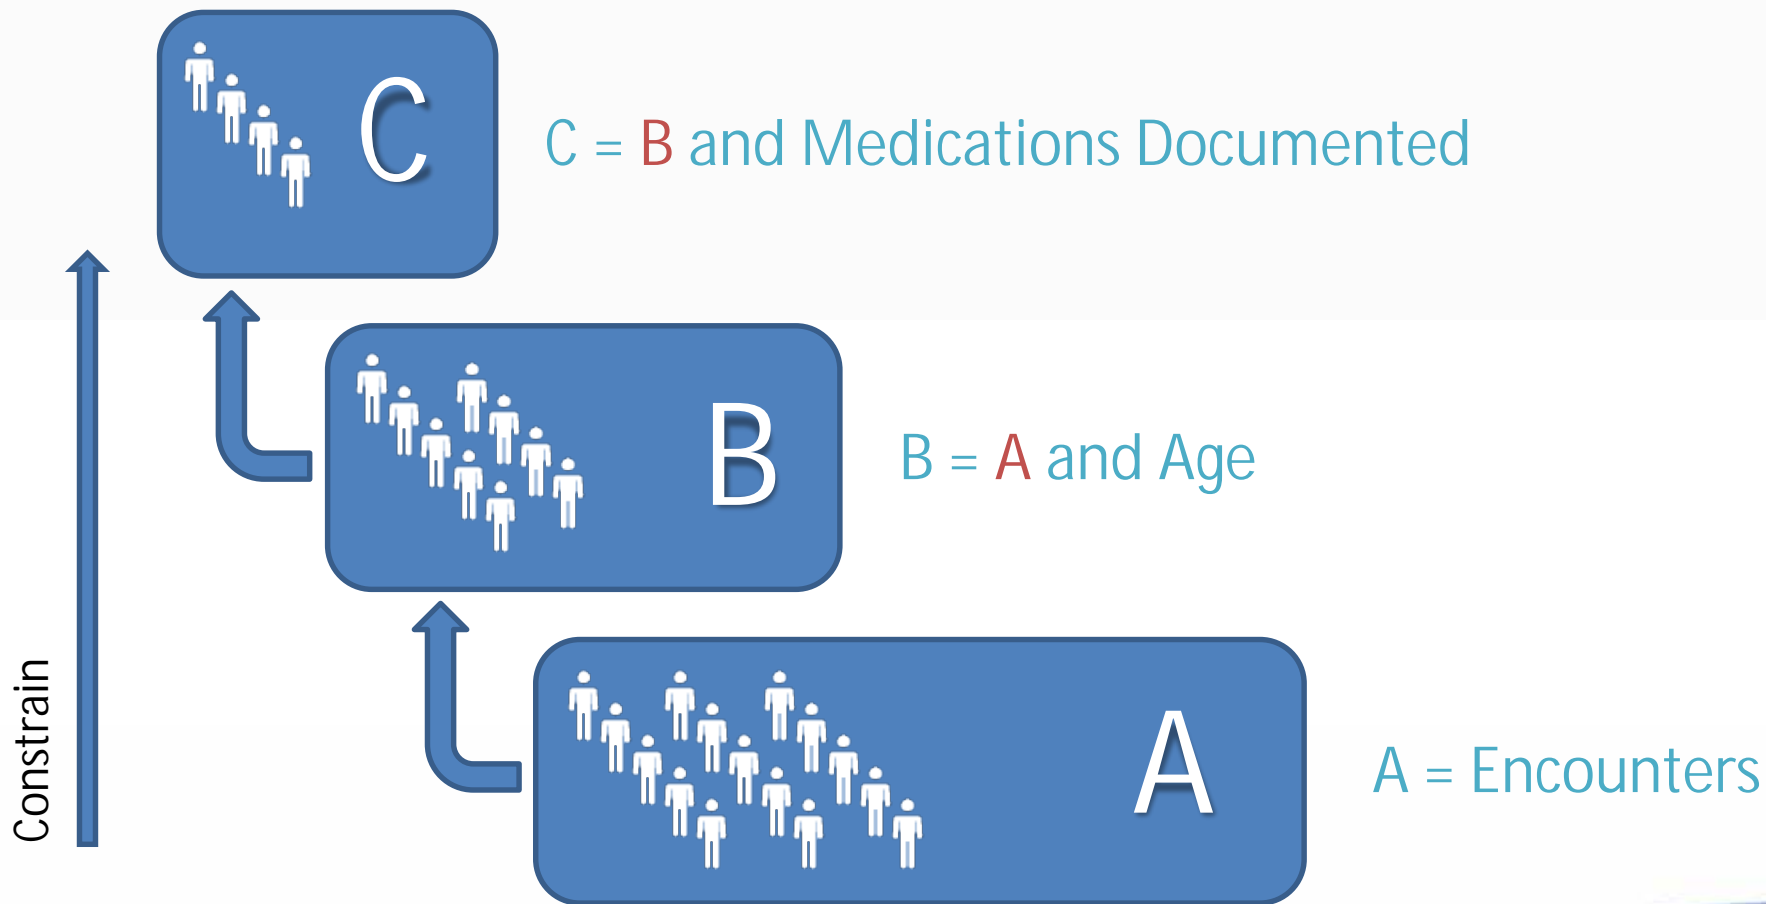 C
C = B and Medications Documented
B
B = A and Age
A
A = Encounters
Constrain